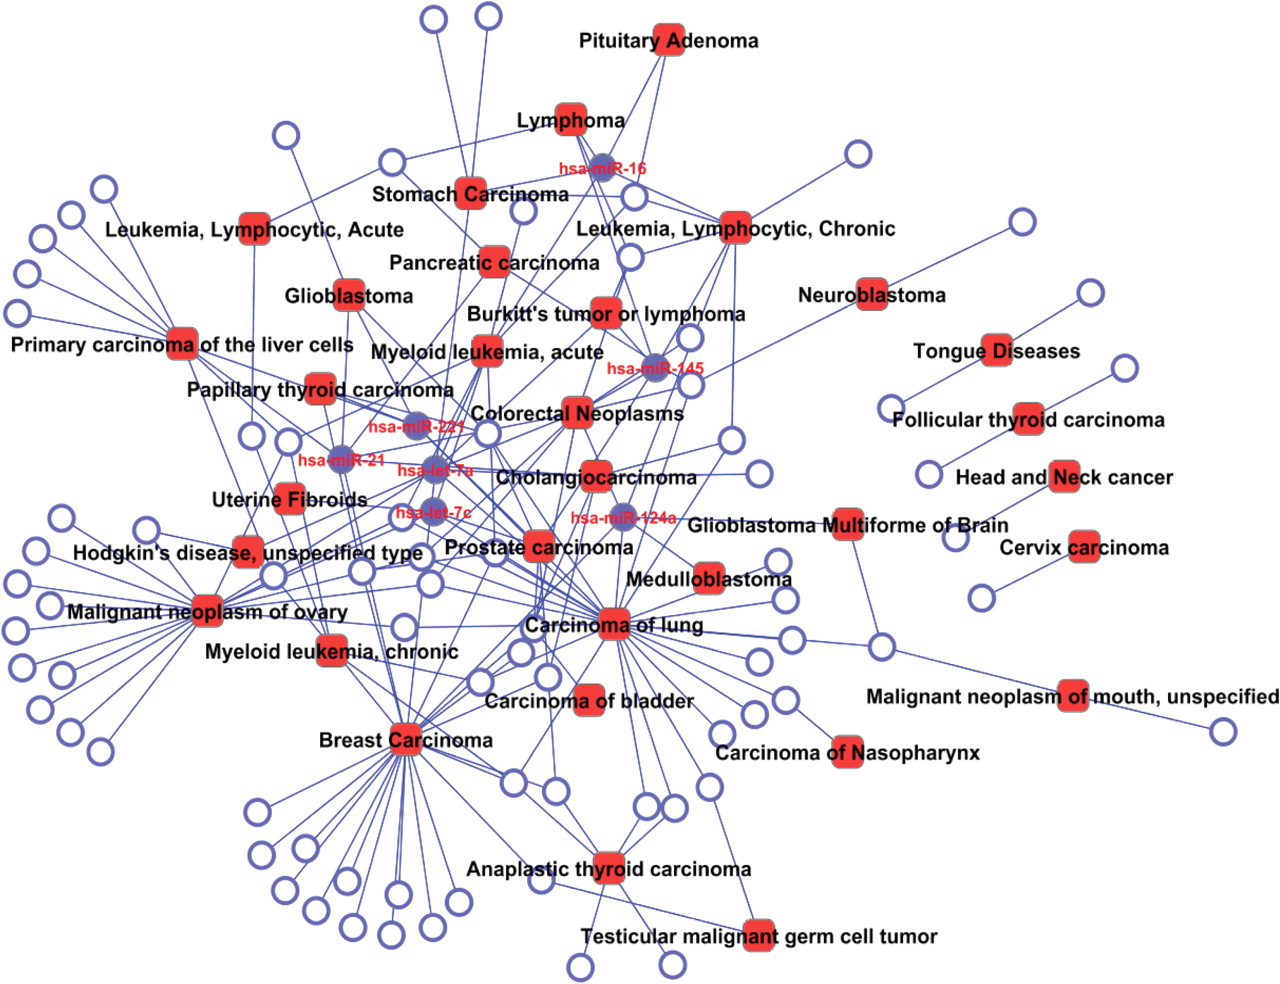 Pituitary Adenoma
Lymphoma
hsa-miR-16
Stomach Carcinoma
Leukemia, Lymphocytic, Acute
Leukemia, Lymphocytic, Chronic
Pancreatic carcinoma
Glioblastoma
Neuroblastoma
Burkitt's tumor or lymphoma
Primary carcinoma of the liver cells
Myeloid leukemia, acute
Tongue Diseases
hsa-miR-145
Papillary thyroid carcinoma
Colorectal Neoplasms
Follicular thyroid carcinoma
hsa-miR-221
hsa-miR-21
hsa-let-7a
Cholangiocarcinoma
Head and Neck cancer
Uterine Fibroids
hsa-let-7c
hsa-miR-124a
Glioblastoma Multiforme of Brain
Hodgkin's disease, unspecified type
Prostate carcinoma
Cervix carcinoma
Medulloblastoma
Malignant neoplasm of ovary
Carcinoma of lung
Myeloid leukemia, chronic
Malignant neoplasm of mouth, unspecified
Carcinoma of bladder
Breast Carcinoma
Carcinoma of Nasopharynx
Anaplastic thyroid carcinoma
Testicular malignant germ cell tumor